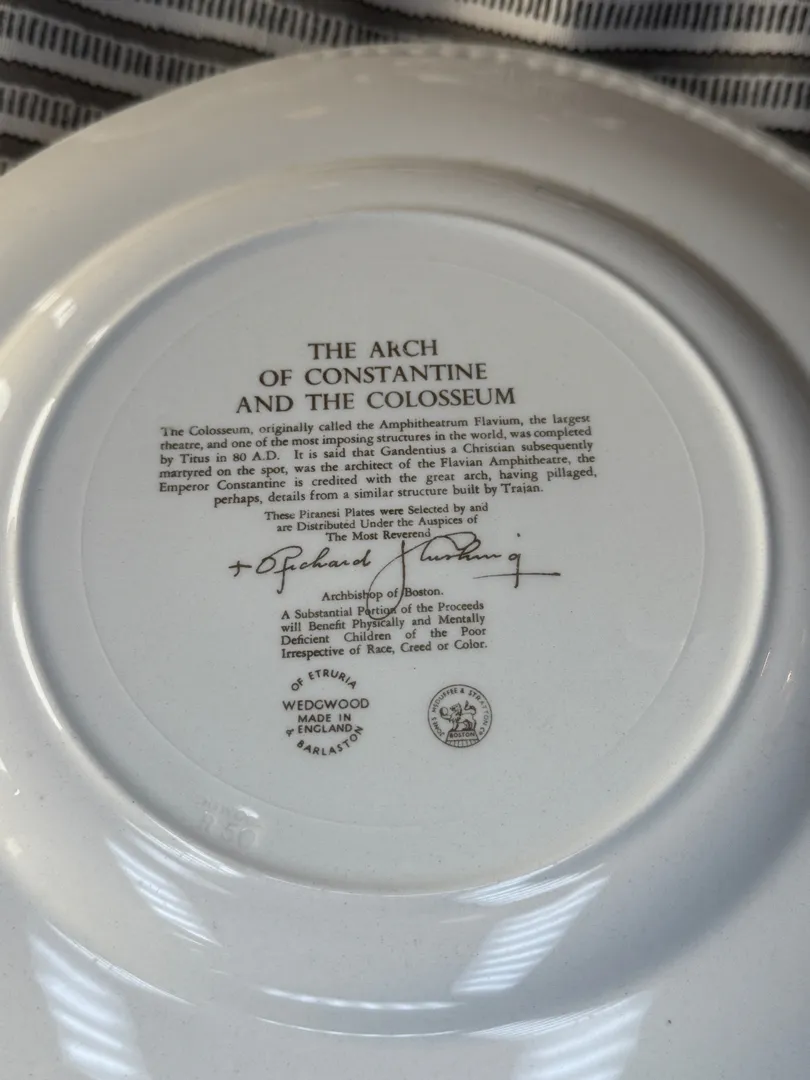 THE ARCH
OF CONSTANTINE
AND THE COLOSSEUM
The Colosseum, originally called the Amphitheatrum Flavium, the largest
theatre, and one of the most imposing structures in the world, was completed
by Titus in 80 A.D. It is said that Gandentius a Christian subsequently
martyred on the spot, was the architect of the Flavian Amphitheatre, the
Emperor Constantine is credited with the great arch, having pillaged,
perhaps, details from a similar structure built by Trajan.
These Piranesi Plates were Selected by and
are Distributed Under the Auspices of
The Most Reverend
+ Richard J Cushing
Archbishop of Boston.
A Substantial Portion of the Proceeds
will Benefit Physically and Mentally
Deficient Children of the Poor
Irrespective of Race, Creed or Color.
OF ETRURIA
WEDGWOOD
MADE IN
ENGLAND
& BARLASTON
JONES McDUFFEE & STRATTON CO
BOSTON